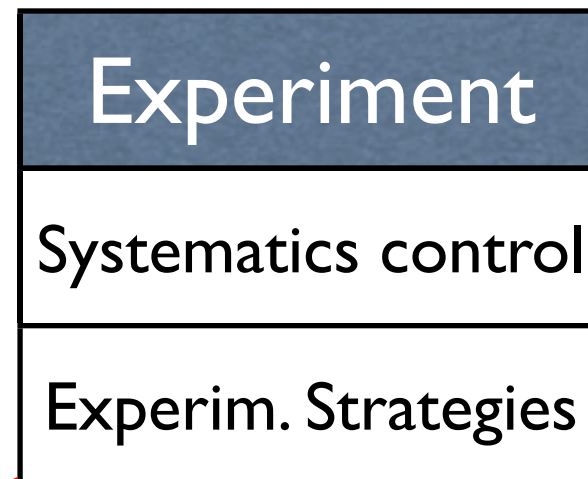 Experiment
Systematics control
Experim. Strategies